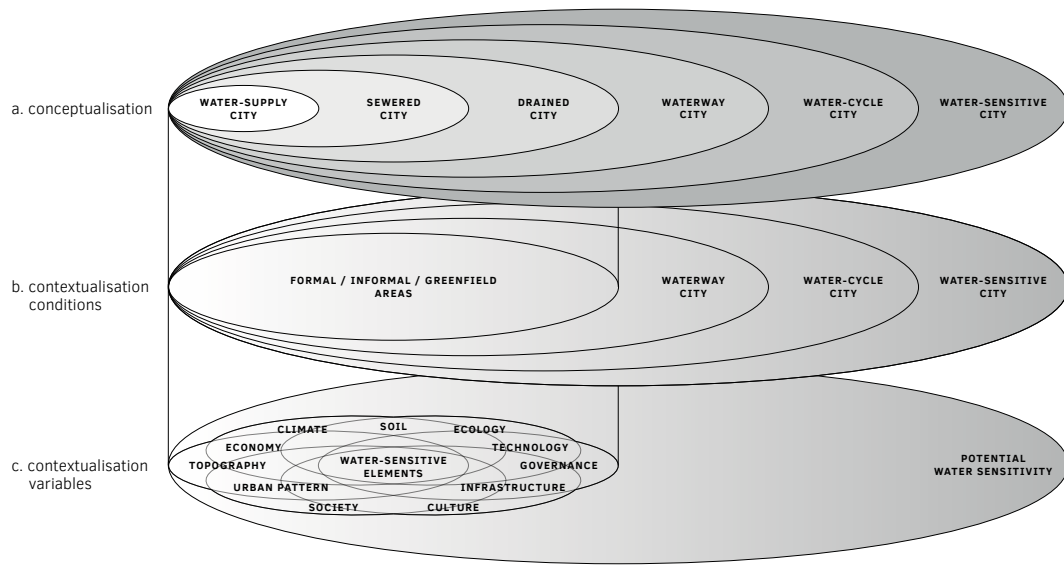 a. conceptualisation
WATER-SUPPLY
CITY
SEWERED
CITY
DRAINED
CITY
WATERWAY
CITY
WATER-CYCLE
CITY
WATER-SENSITIVE
CITY
b. contextualisation
conditions
FORMAL / INFORMAL / GREENFIELD
AREAS
WATERWAY
CITY
WATER-CYCLE
CITY
WATER-SENSITIVE
CITY
c. contextualisation
variables
CLIMATE
SOIL
ECOLOGY
ECONOMY
TECHNOLOGY
TOPOGRAPHY
WATER-SENSITIVE
ELEMENTS
GOVERNANCE
URBAN PATTERN
INFRASTRUCTURE
SOCIETY
CULTURE
POTENTIAL
WATER SENSITIVITY